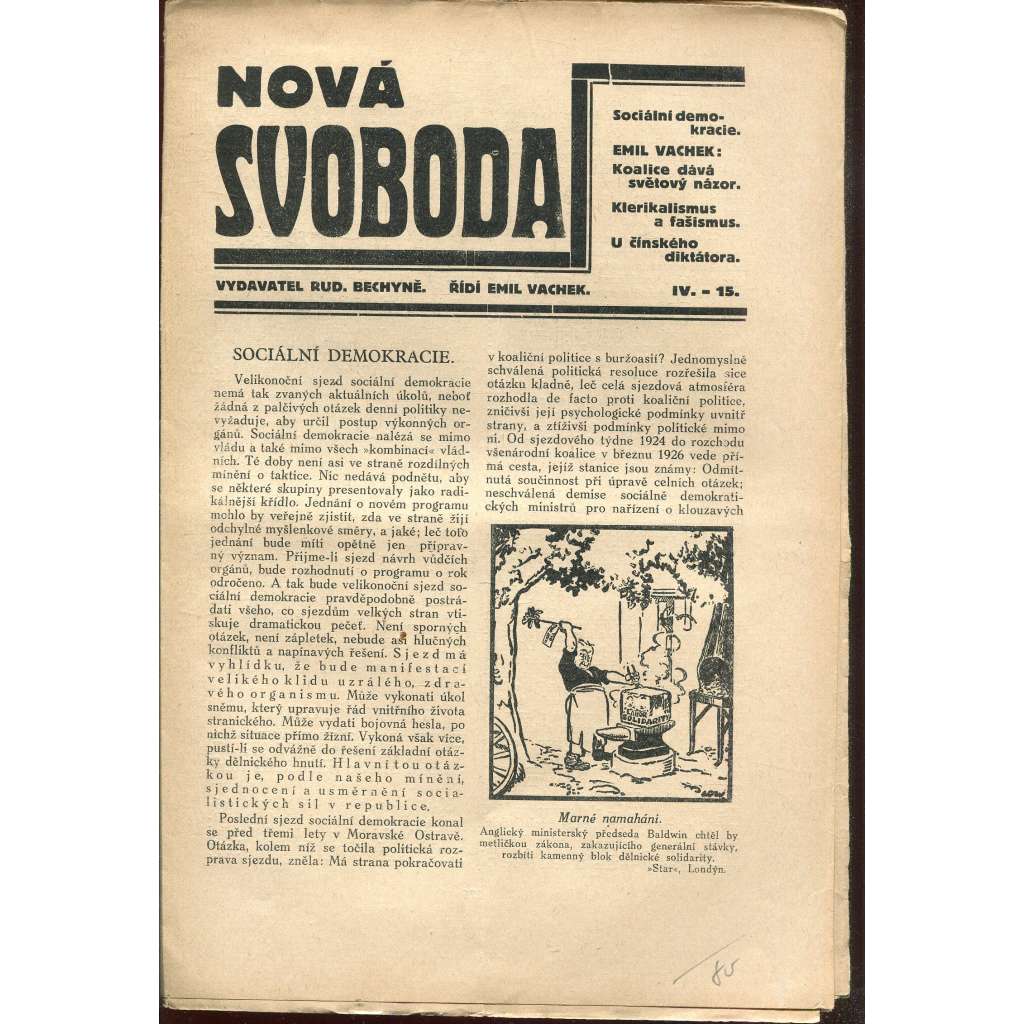 NOVÁ
SVOBODA
Sociální demo-
kracie.
EMIL VACHEK:
Koalice dává
světový názor.
Klerikalismus
a fašismus.
U čínského
diktátora.
VYDAVATEL RUD. BECHYNĚ. ŘÍDÍ EMIL VACHEK. IV. - 15.
SOCIÁLNÍ DEMOKRACIE.
Velikonoční sjezd sociální demokracie
nemá tak zvaných aktuálních úkolů, neboť
žádná z palčivých otázek denní politiky ne-
vyžaduje, aby určil postup výkonných or-
gánů. Sociální demokracie nalézá se mimo
vládu a také mimo všech »kombinací« vlád-
ních. Té doby není asi ve straně rozdílných
mínění o taktice. Nic nedává podnětu, aby
se některé skupiny presentovaly jako radi-
kálnější křídlo. Jednání o novém programu
mohlo by veřejně zjistit, zda ve straně žijí
odchylné myšlenkové směry, a jaké; leč toto
jednání bude míti opětně jen přípravn-
ý význam. Přijme-li sjezd návrh vůdčích
orgánů, bude rozhodnutí o programu o rok
odročeno. A tak bude velikonoční sjezd so-
ciální demokracie pravděpodobně postrá-
dati všeho, co sjezdům velkých stran vti-
skuje dramatickou pečeť. Není sporných
otázek, není zápletek, nebude asi hlučných
konfliktů a napínavých řešení. Sjezd má
vyhlídku, že bude manifestací
velikého klidu uzrálého, zdra-
vého organismu. Může vykonati úkol
sněmu, který upravuje řád vnitřního života
stranického. Může vydati bojovná hesla, po
nichž situace přímo žízní. Vykoná však více,
pustí-li se odvážně do řešení základní otáz-
ky dělnického hnutí. Hlavní tou otáz-
kou je, podle našeho mínění,
sjednocení a usměrnění socia-
listických sil v republice.
Poslední sjezd sociální demokracie konal
se před třemi lety v Moravské Ostravě.
Otázka, kolem níž se točila politická roz-
prava sjezdu, zněla: Má strana pokračovati
v koaliční politice s buržoasií? Jednomyslně
schválená politická resoluce rozřešila sice
otázku kladně, leč celá sjezdová atmosféra
rozhodla de facto proti koaliční politice,
zničivši její psychologické podmínky uvnitř
strany, a ztíživši podmínky politické mimo
ni. Od sjezdového týdne 1924 do rozchodu
všenárodní koalice v březnu 1926 vede pří-
má cesta, jejíž stanice jsou známy: Odmít-
nutá součinnost při úpravě celních otázek;
neschválená demise sociálně demokrati-
ckých ministrů pro nařízení o klouzavých
SOLIDARITY
LOW
Marné namaháni.
Anglický ministerský předseda Baldwin chtěl by
metličkou zákona, zakazujícího generální stávky,
rozbíti kamenný blok dělnické solidarity.
»Star«, Londýn.